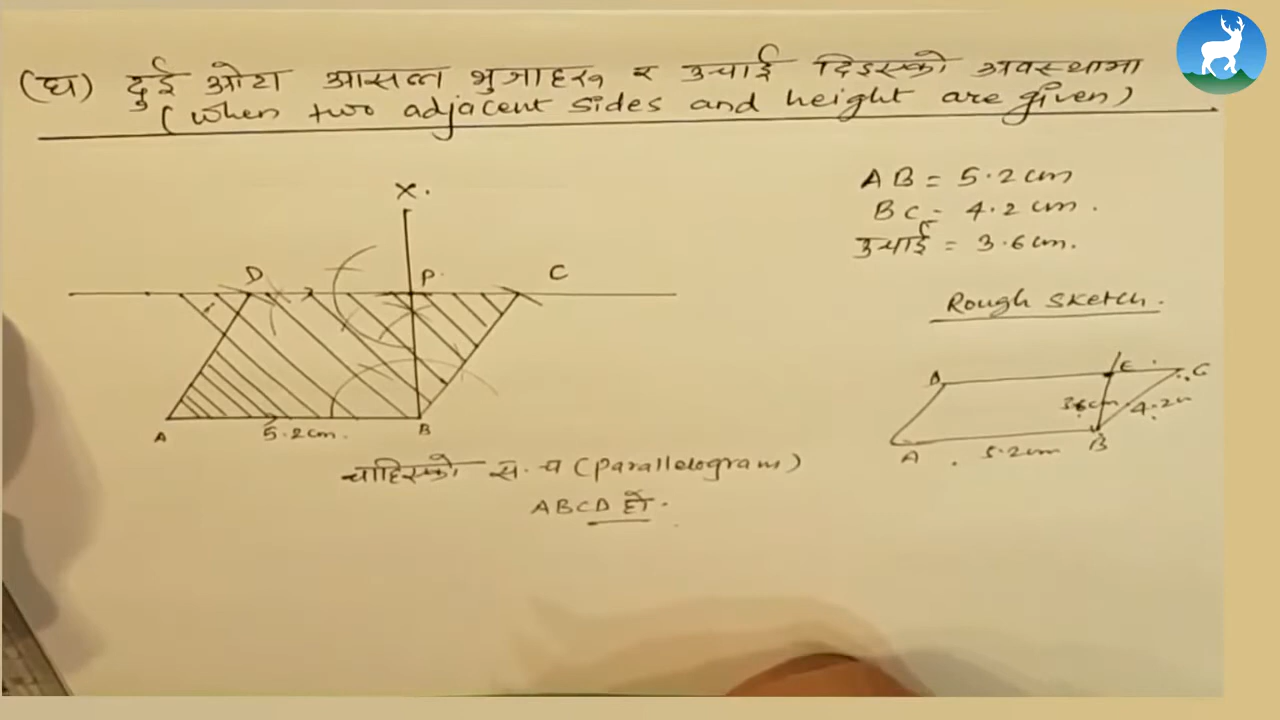 (घ) दुई ओटा आसन्न भुजाहरू र उचाई दिइएको अवस्थामा
(when two adjacent sides and height are given)
AB = 5.2 cm
BC = 4.2 cm.
उचाई = 3.6 cm.
Rough sketch.
X.
D P. C
A 5.2cm. B
D E. C
3.6cm 4.2
A 5.2cm B
चाहिएको स. च (Parallelogram)
ABCD हो.